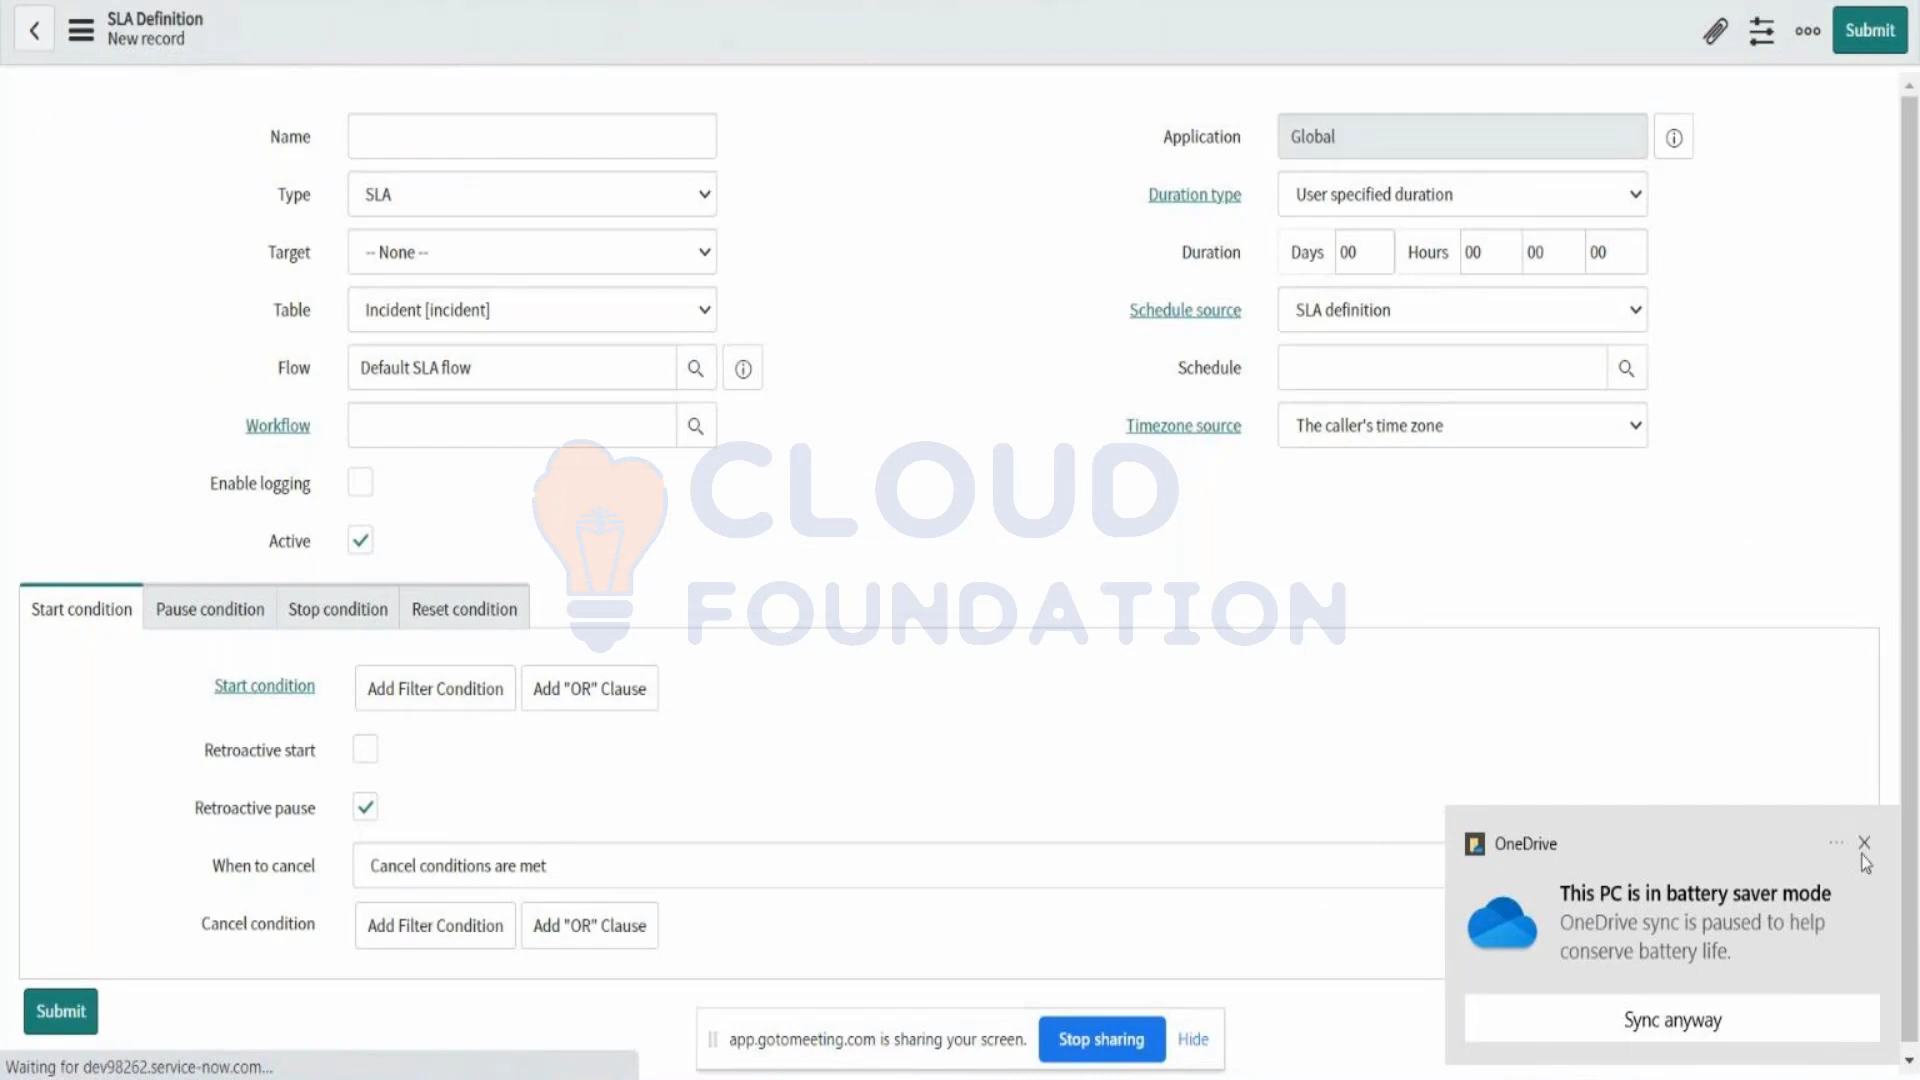 SLA Definition
New record
Submit
Name
Application Global
Type SLA
Duration type User specified duration
Target -- None --
Duration Days 00 Hours 00 00 00
Table Incident [incident]
Schedule source SLA definition
Flow Default SLA flow
Schedule
Workflow
Timezone source The caller's time zone
Enable logging
Active
CLOUD
FOUNDATION
Start condition Pause condition Stop condition Reset condition
Start condition Add Filter Condition Add "OR" Clause
Retroactive start
Retroactive pause
When to cancel Cancel conditions are met
Cancel condition Add Filter Condition Add "OR" Clause
OneDrive
This PC is in battery saver mode
OneDrive sync is paused to help
conserve battery life.
Sync anyway
Submit
app.gotomeeting.com is sharing your screen. Stop sharing Hide
Waiting for dev98262.service-now.com...